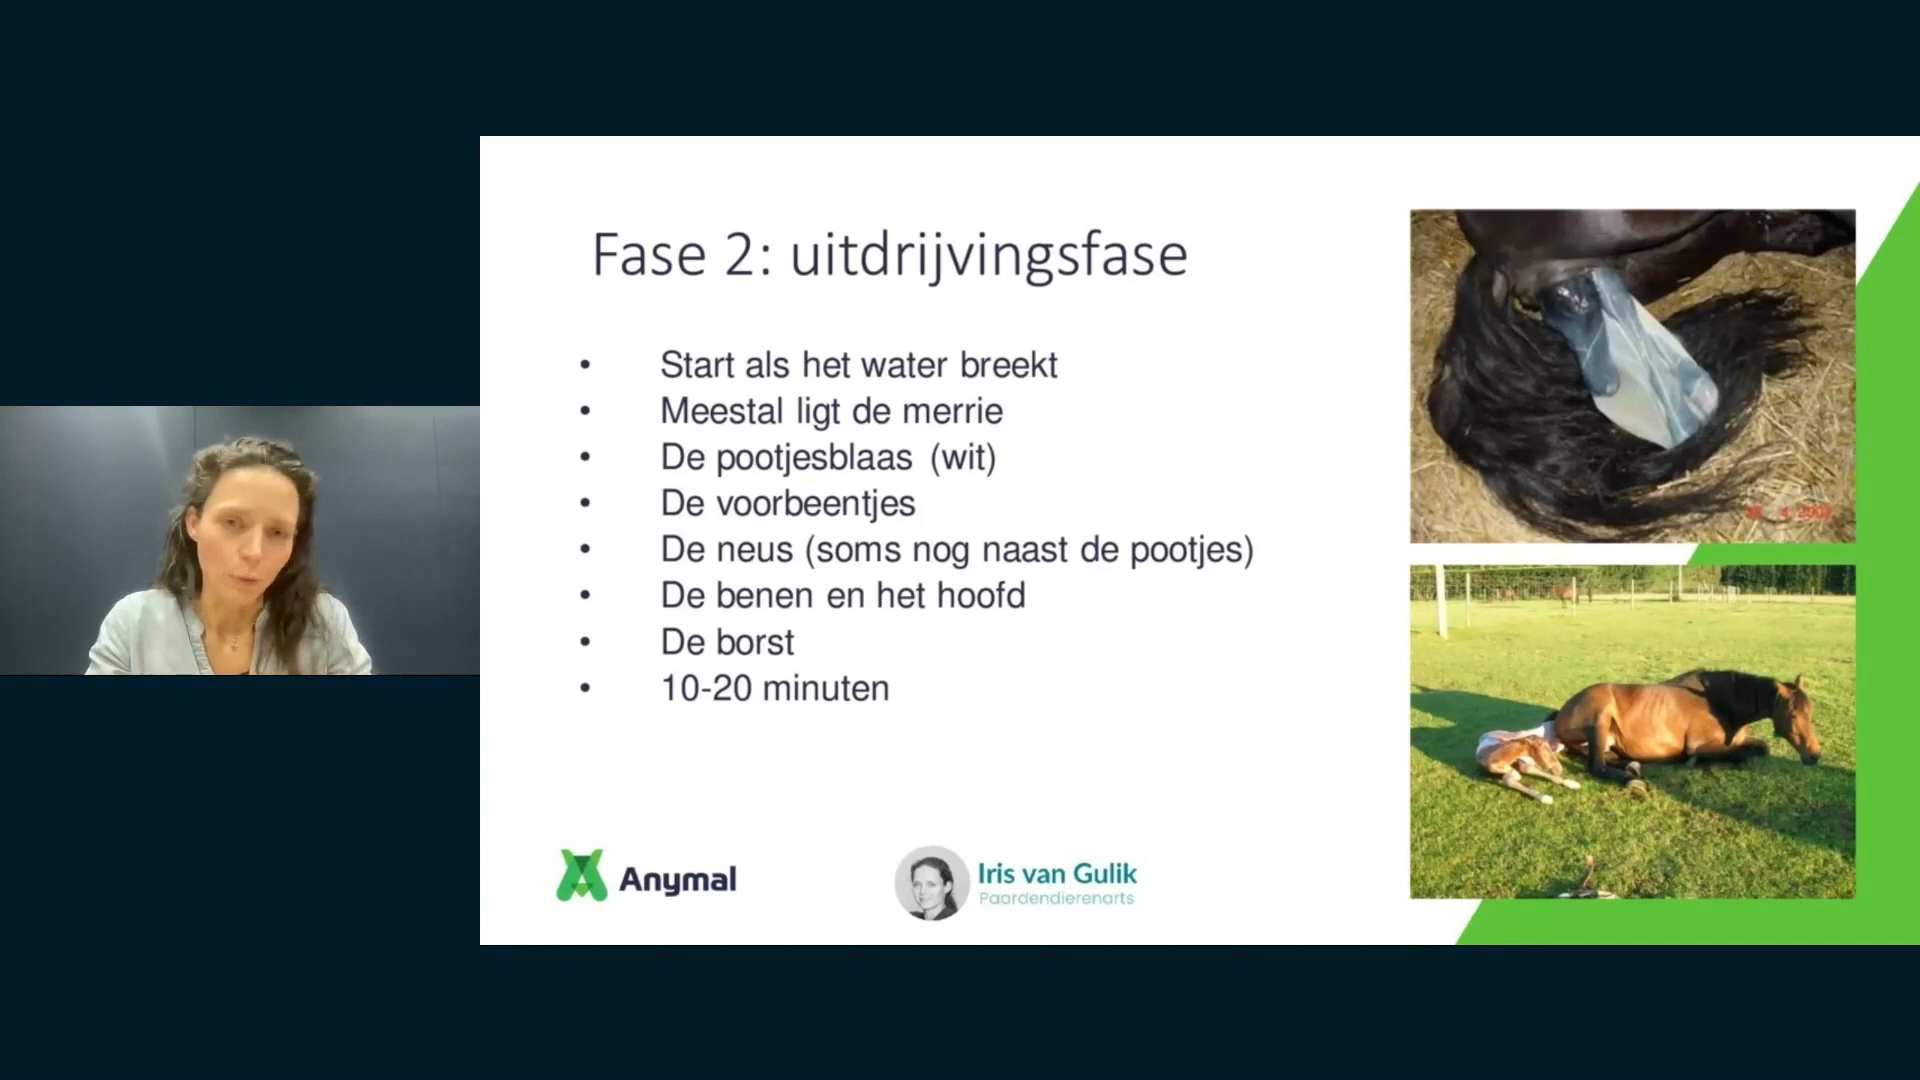 Fase 2: uitdrijvingsfase
• Start als het water breekt
• Meestal ligt de merrie
• De pootjesblaas (wit)
• De voorbeentjes
• De neus (soms nog naast de pootjes)
• De benen en het hoofd
• De borst
• 10-20 minuten
Anymal
Iris van Gulik
Paardendierenarts